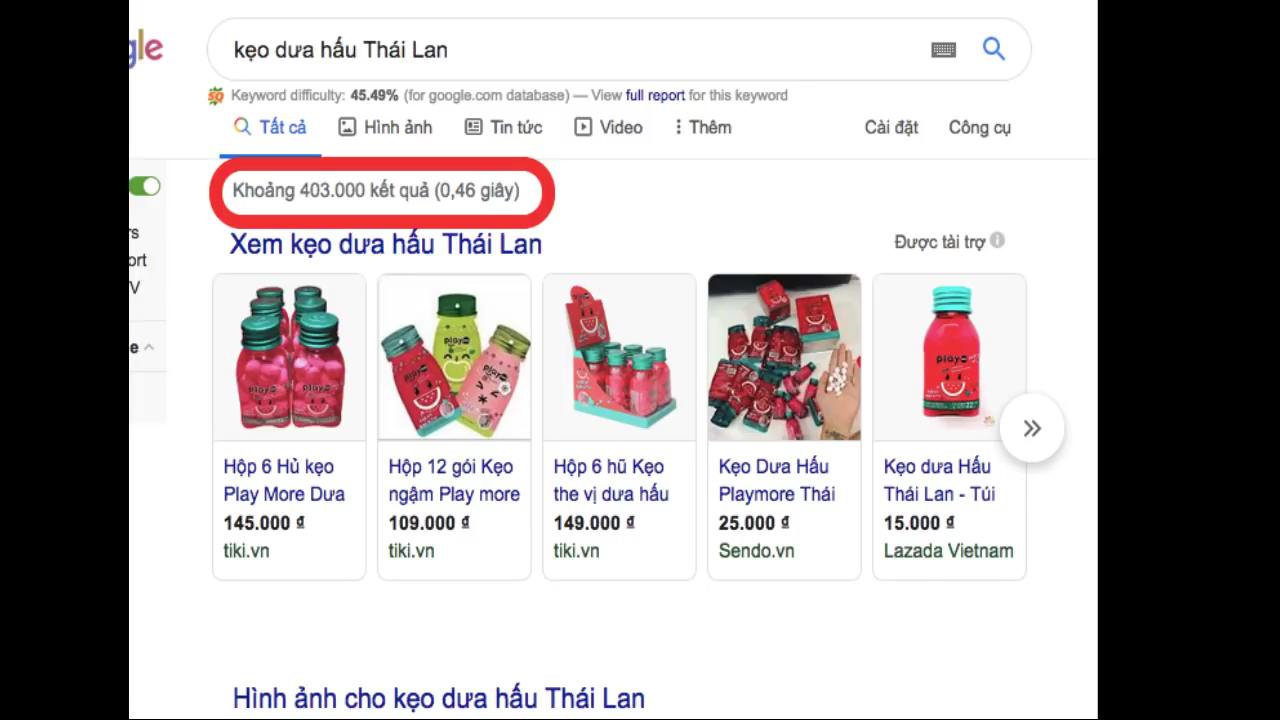 gle
kẹo dưa hấu Thái Lan
Keyword difficulty: 45.49% (for google.com database) — View full report for this keyword
Tất cả Hình ảnh Tin tức Video Thêm Cài đặt Công cụ
Khoảng 403.000 kết quả (0,46 giây)
rs
ort
V
e
Xem kẹo dưa hấu Thái Lan
Được tài trợ
Hộp 6 Hủ kẹo
Play More Dưa
145.000 ₫
tiki.vn
Hộp 12 gói Kẹo
ngậm Play more
109.000 ₫
tiki.vn
Hộp 6 hũ Kẹo
the vị dưa hấu
149.000 ₫
tiki.vn
Kẹo Dưa Hấu
Playmore Thái
25.000 ₫
Sendo.vn
Kẹo dưa Hấu
Thái Lan - Túi
15.000 ₫
Lazada Vietnam
Hình ảnh cho kẹo dưa hấu Thái Lan